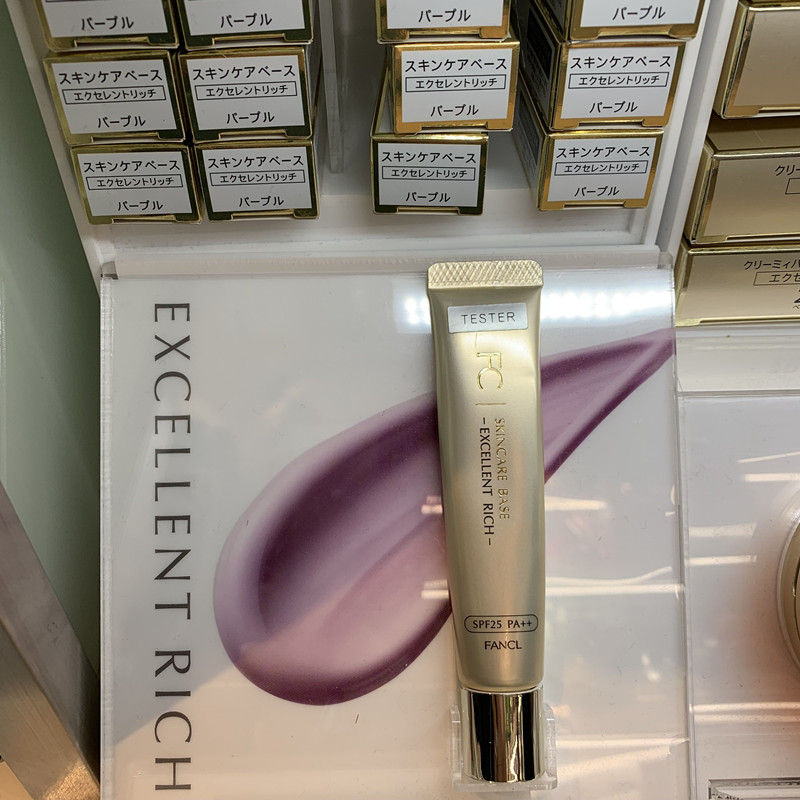 パープル
パープル
パープル
パープル
スキンケアベース
エクセレントリッチ
パープル
スキンケアベース
エクセレントリッチ
パープル
スキンケアベース
エクセレントリッチ
パープル
スキンケアベース
エクセレントリッチ
パープル
スキンケアベース
エクセレントリッチ
パープル
スキンケアベース
エクセレントリッチ
パープル
スキンケアベース
エクセレントリッチ
パープル
スキンケアベース
エクセレントリッチ
パープル
EXCELLENT RICH
TESTER
FC
SKINCARE BASE
-EXCELLENT RICH-
SPF25 PA++
FANCL